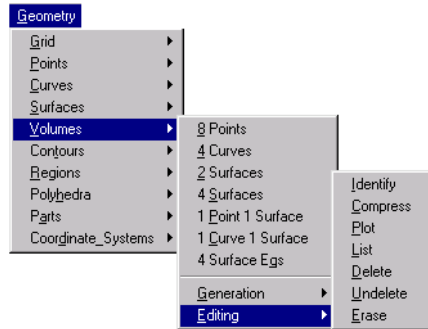 Geometry
Grid
Points
Curves
Surfaces
Volumes
Contours
Regions
Polyhedra
Parts
Coordinate_Systems
8 Points
4 Curves
2 Surfaces
4 Surfaces
1 Point 1 Surface
1 Curve 1 Surface
4 Surface Egs
Generation
Editing
Identify
Compress
Plot
List
Delete
Undelete
Erase